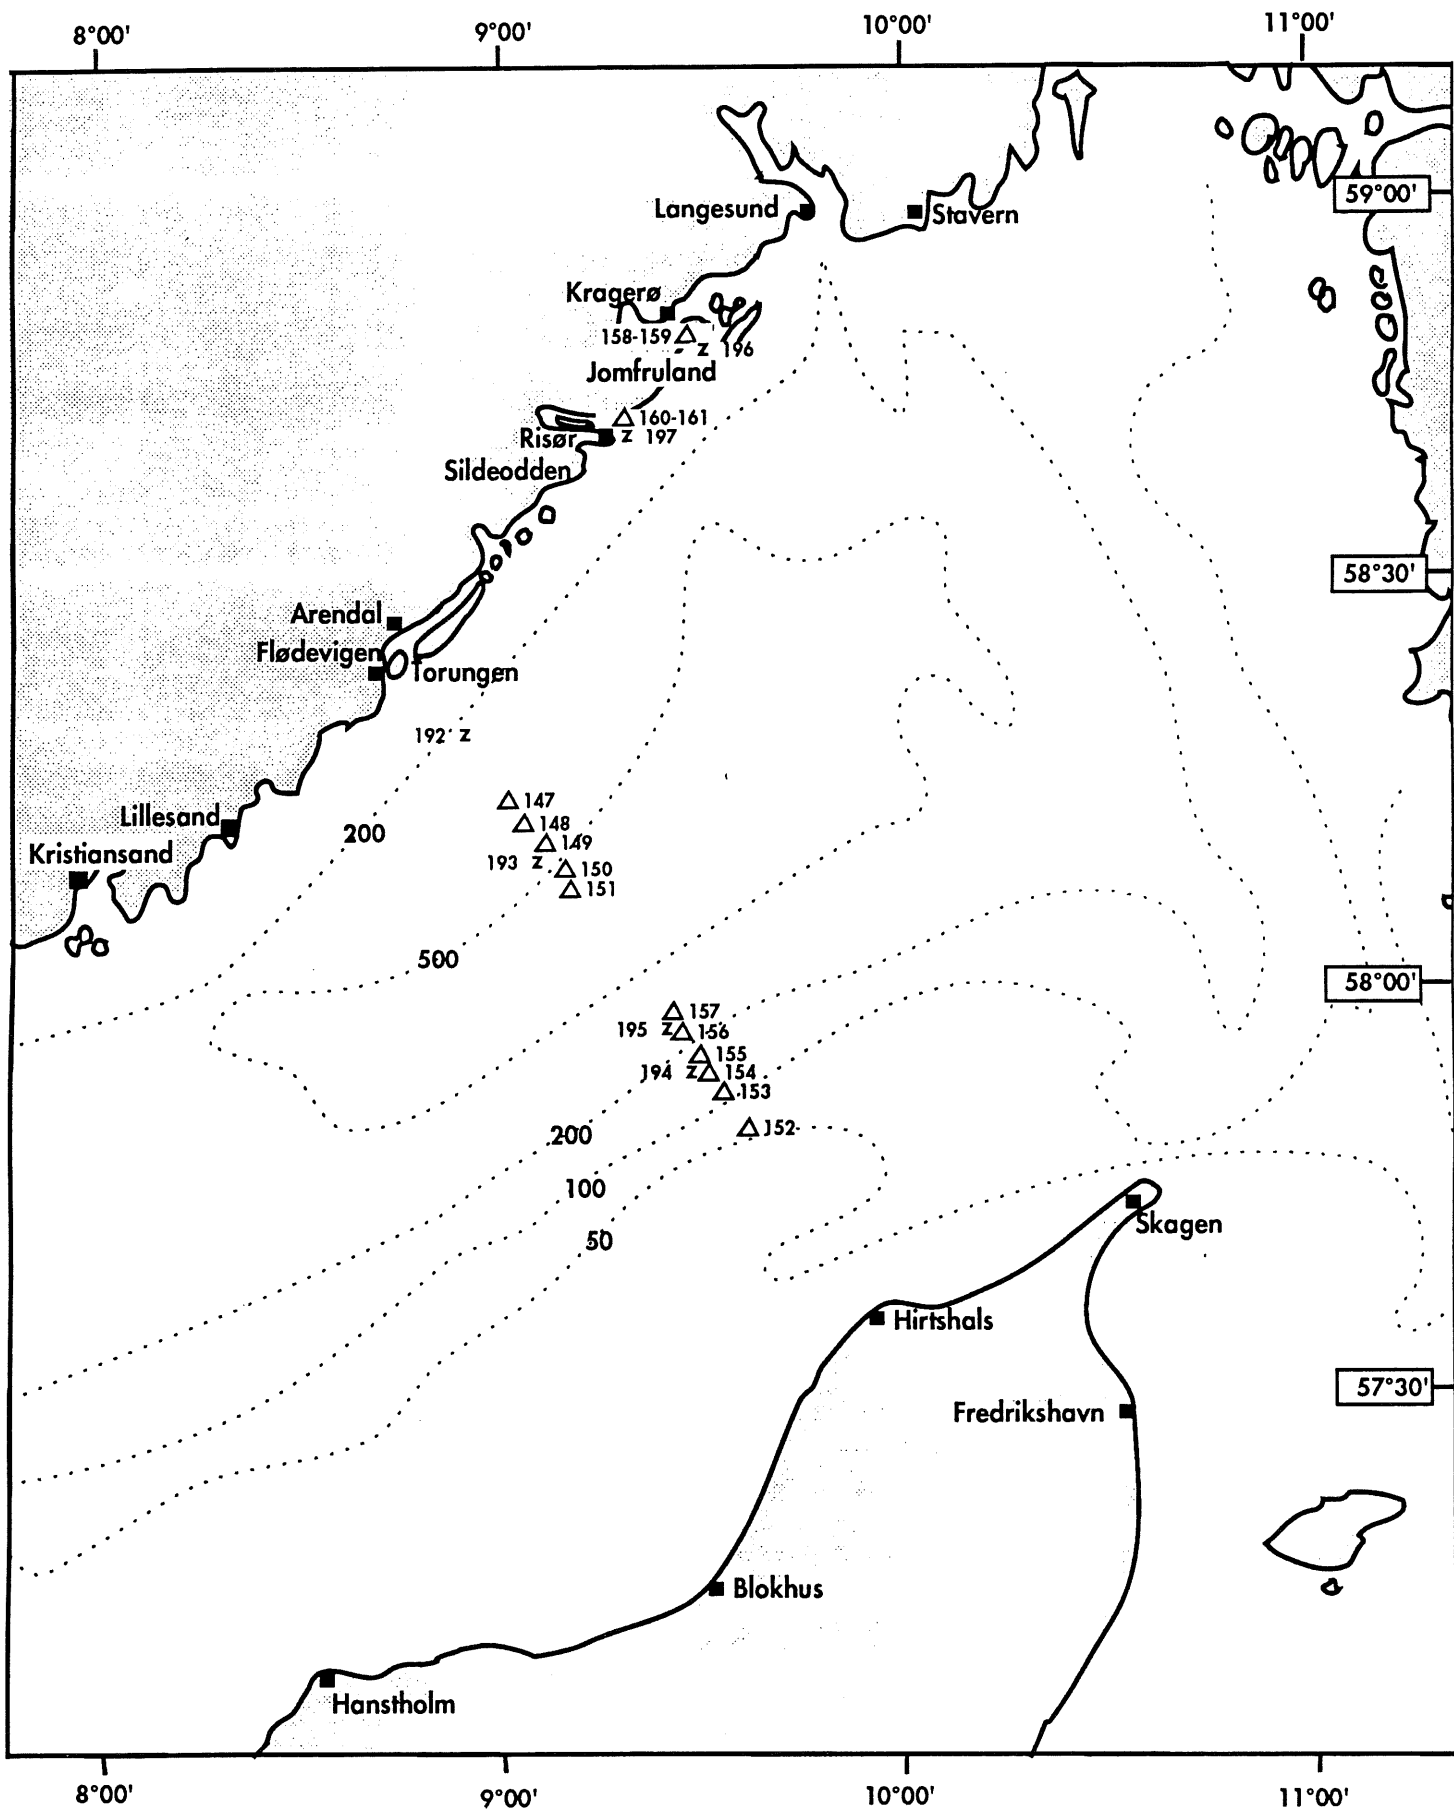 8°00' 9°00' 10°00' 11°00'
59°00'
Langesund
Stavern
Kragerø
158-159
z 196
Jomfruland
160-161
Risør
z 197
Sildeodden
58°30'
Arendal
Flødevigen
Torungen
192 z
147
Lillesand
148
200
149
Kristiansand
193 z
150
151
500
58°00'
157
195 z
156
155
194 z
154
153
152
200
100
Skagen
50
Hirtshals
57°30'
Fredrikshavn
Blokhus
Hanstholm
8°00' 9°00' 10°00' 11°00'